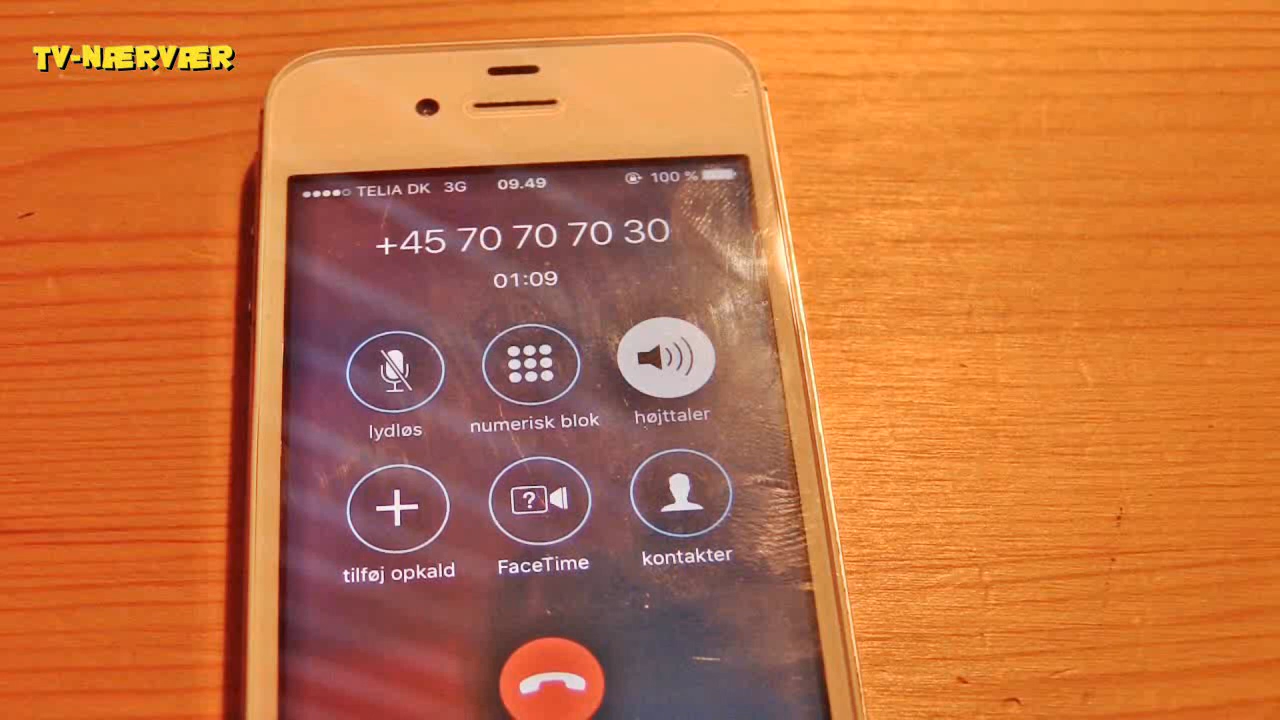 TV-NÆRVÆR
TELIA DK 3G 09.49 100 %
+45 70 70 70 30
01:09
lydløs numerisk blok højttaler
?
tilføj opkald FaceTime kontakter